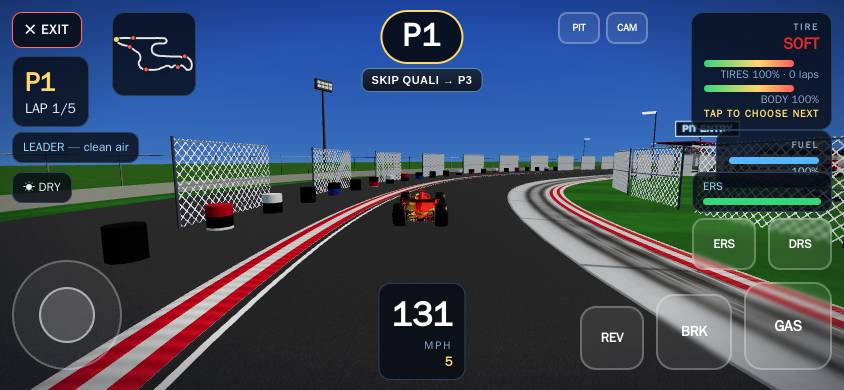 ✕ EXIT
P1
LAP 1/5
LEADER — clean air
☀ DRY
P1
SKIP QUALI → P3
PIT
CAM
TIRE
SOFT
TIRES 100% · 0 laps
BODY 100%
TAP TO CHOOSE NEXT
PIT ENTRY
FUEL
100%
ERS
ERS
DRS
131
MPH
5
REV
BRK
GAS